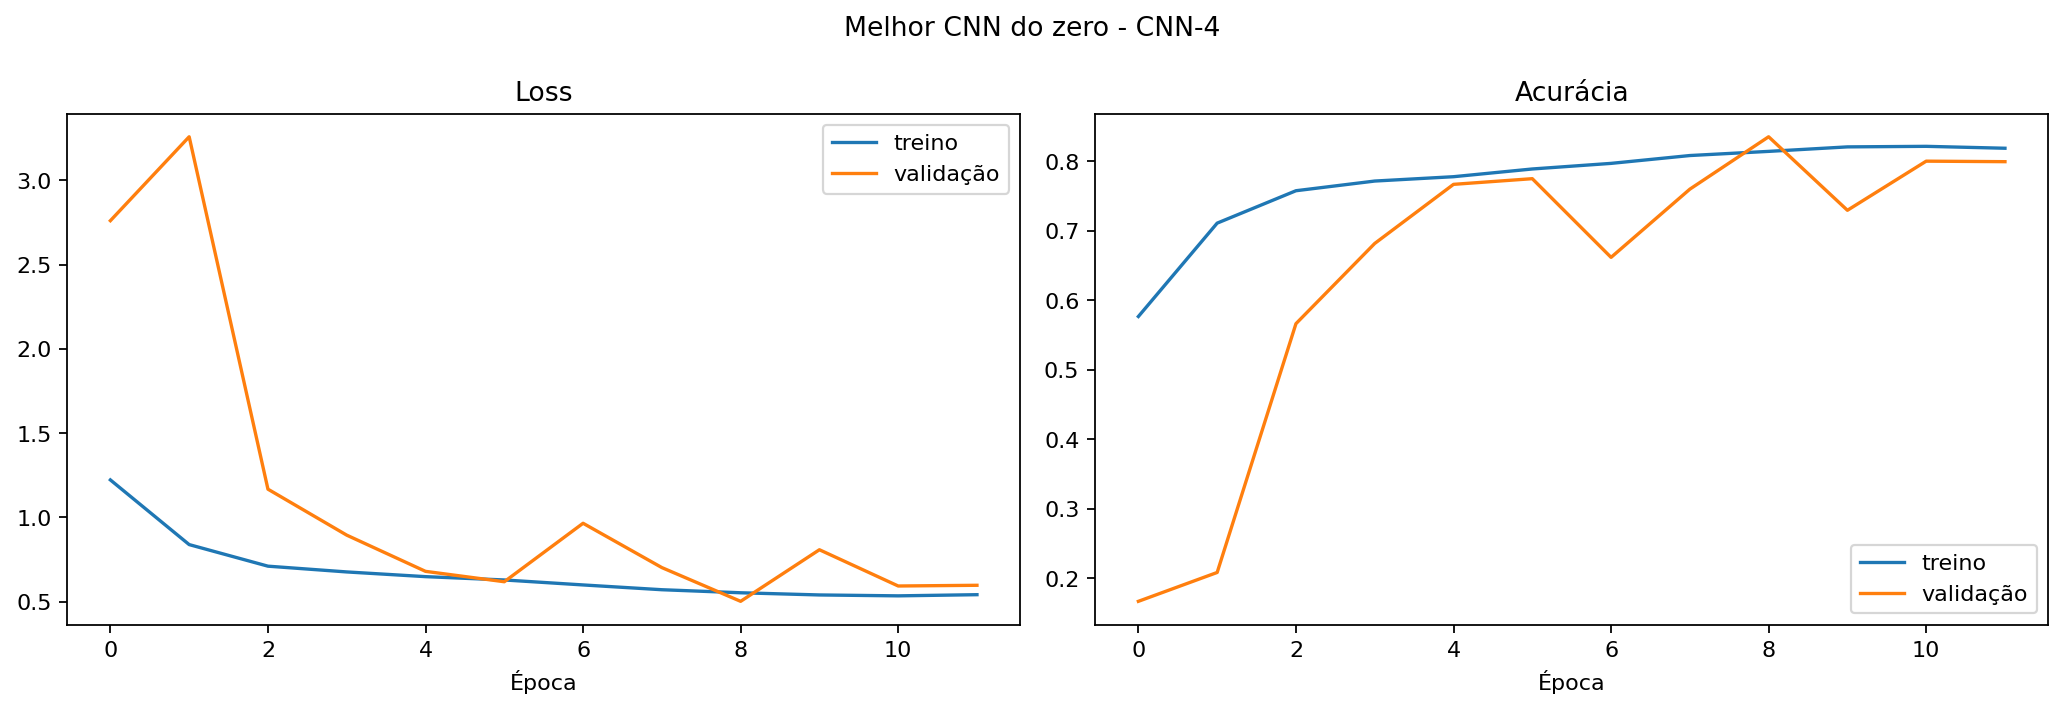 Melhor CNN do zero - CNN-4
Loss
treino
validação
3.0
2.5
2.0
1.5
1.0
0.5
0 2 4 6 8 10
Época
Acurácia
0.8
0.7
0.6
0.5
0.4
0.3
0.2
treino
validação
0 2 4 6 8 10
Época